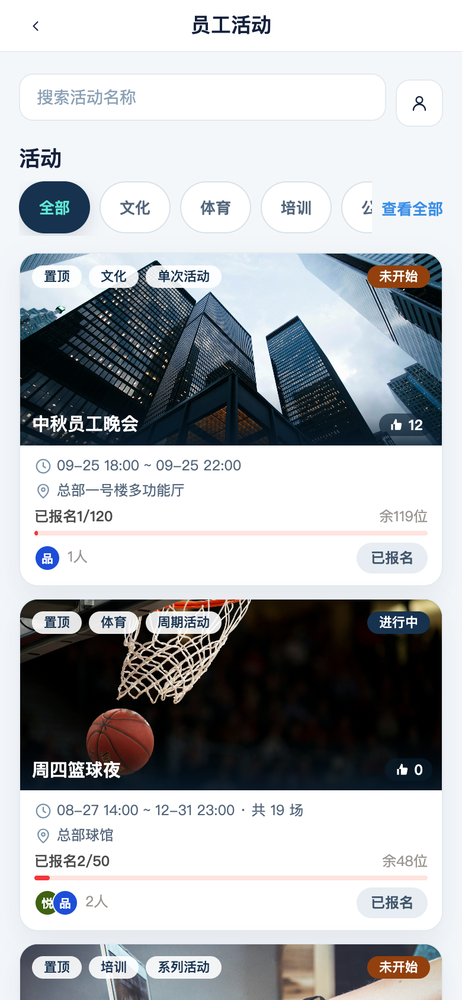 员工活动
搜索活动名称
活动
全部 文化 体育 培训 查看全部
置顶 文化 单次活动 未开始
中秋员工晚会 12
09-25 18:00 ~ 09-25 22:00
总部一号楼多功能厅
已报名1/120 余119位
品 1人 已报名
置顶 体育 周期活动 进行中
周四篮球夜 0
08-27 14:00 ~ 12-31 23:00 · 共 19 场
总部球馆
已报名2/50 余48位
悦 品 2人 已报名
置顶 培训 系列活动 未开始